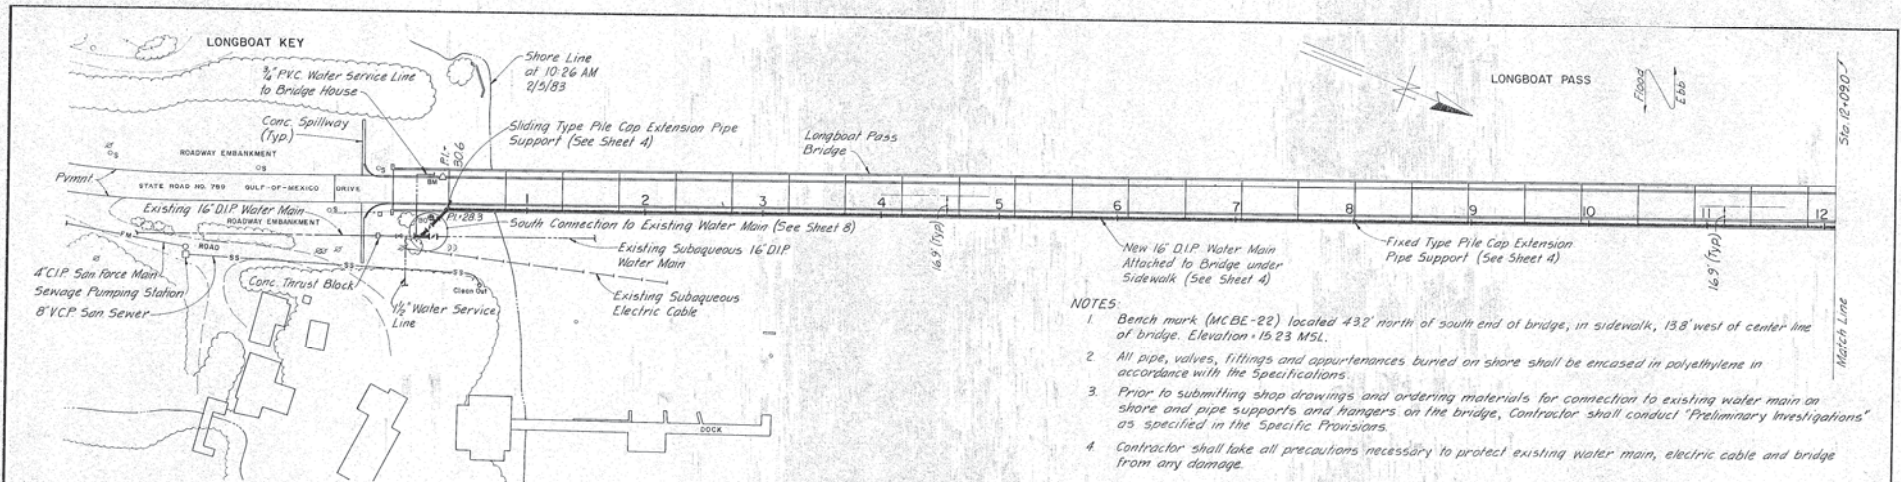 LONGBOAT KEY
3/4" P.V.C. Water Service Line
to Bridge House
Shore Line
at 10:26 AM
2/5/83
Conc. Spillway
(Typ.)
Sliding Type Pile Cap Extension Pipe
Support (See Sheet 4)
Longboat Pass
Bridge
LONGBOAT PASS
Flood
Ebb
Sta. 12+09.0
ROADWAY EMBANKMENT
Pvmnt.
STATE ROAD NO. 789 GULF-OF-MEXICO DRIVE
BM
Existing 16" D.I.P. Water Main
ROADWAY EMBANKMENT
South Connection to Existing Water Main (See Sheet 8)
1
2
3
4
5
6
7
8
9
10
11
12
FM
ROAD
SS
SS
SS
Existing Subaqueous 16" D.I.P.
Water Main
16.9' (Typ)
New 16" D.I.P. Water Main
Attached to Bridge under
Sidewalk (See Sheet 4)
Fixed Type Pile Cap Extension
Pipe Support (See Sheet 4)
16.9' (Typ)
4" C.I.P. San. Force Main
Sewage Pumping Station
8" V.C.P. San. Sewer
Conc. Thrust Block
Clean Out
1 1/2" Water Service
Line
Existing Subaqueous
Electric Cable
Match Line
DOCK
NOTES:
1. Bench mark (MCBE-22) located 43.2' north of south end of bridge, in sidewalk, 13.8' west of center line
of bridge. Elevation = 15.23 MSL.
2. All pipe, valves, fittings and appurtenances buried on shore shall be encased in polyethylene in
accordance with the Specifications
3. Prior to submitting shop drawings and ordering materials for connection to existing water main on
shore and pipe supports and hangers on the bridge, Contractor shall conduct "Preliminary Investigations"
as specified in the Specific Provisions.
4. Contractor shall take all precautions necessary to protect existing water main, electric cable and bridge
from any damage.